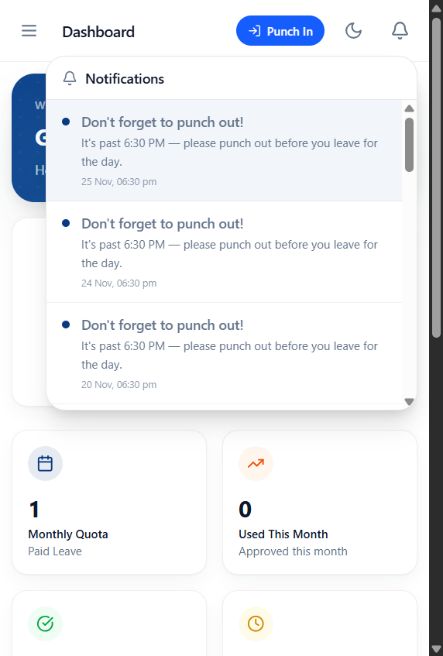 Dashboard
Punch In
Notifications
Don't forget to punch out!
It's past 6:30 PM — please punch out before you leave for
the day.
25 Nov, 06:30 pm
Don't forget to punch out!
It's past 6:30 PM — please punch out before you leave for
the day.
24 Nov, 06:30 pm
Don't forget to punch out!
It's past 6:30 PM — please punch out before you leave for
the day.
20 Nov, 06:30 pm
1
Monthly Quota
Paid Leave
0
Used This Month
Approved this month